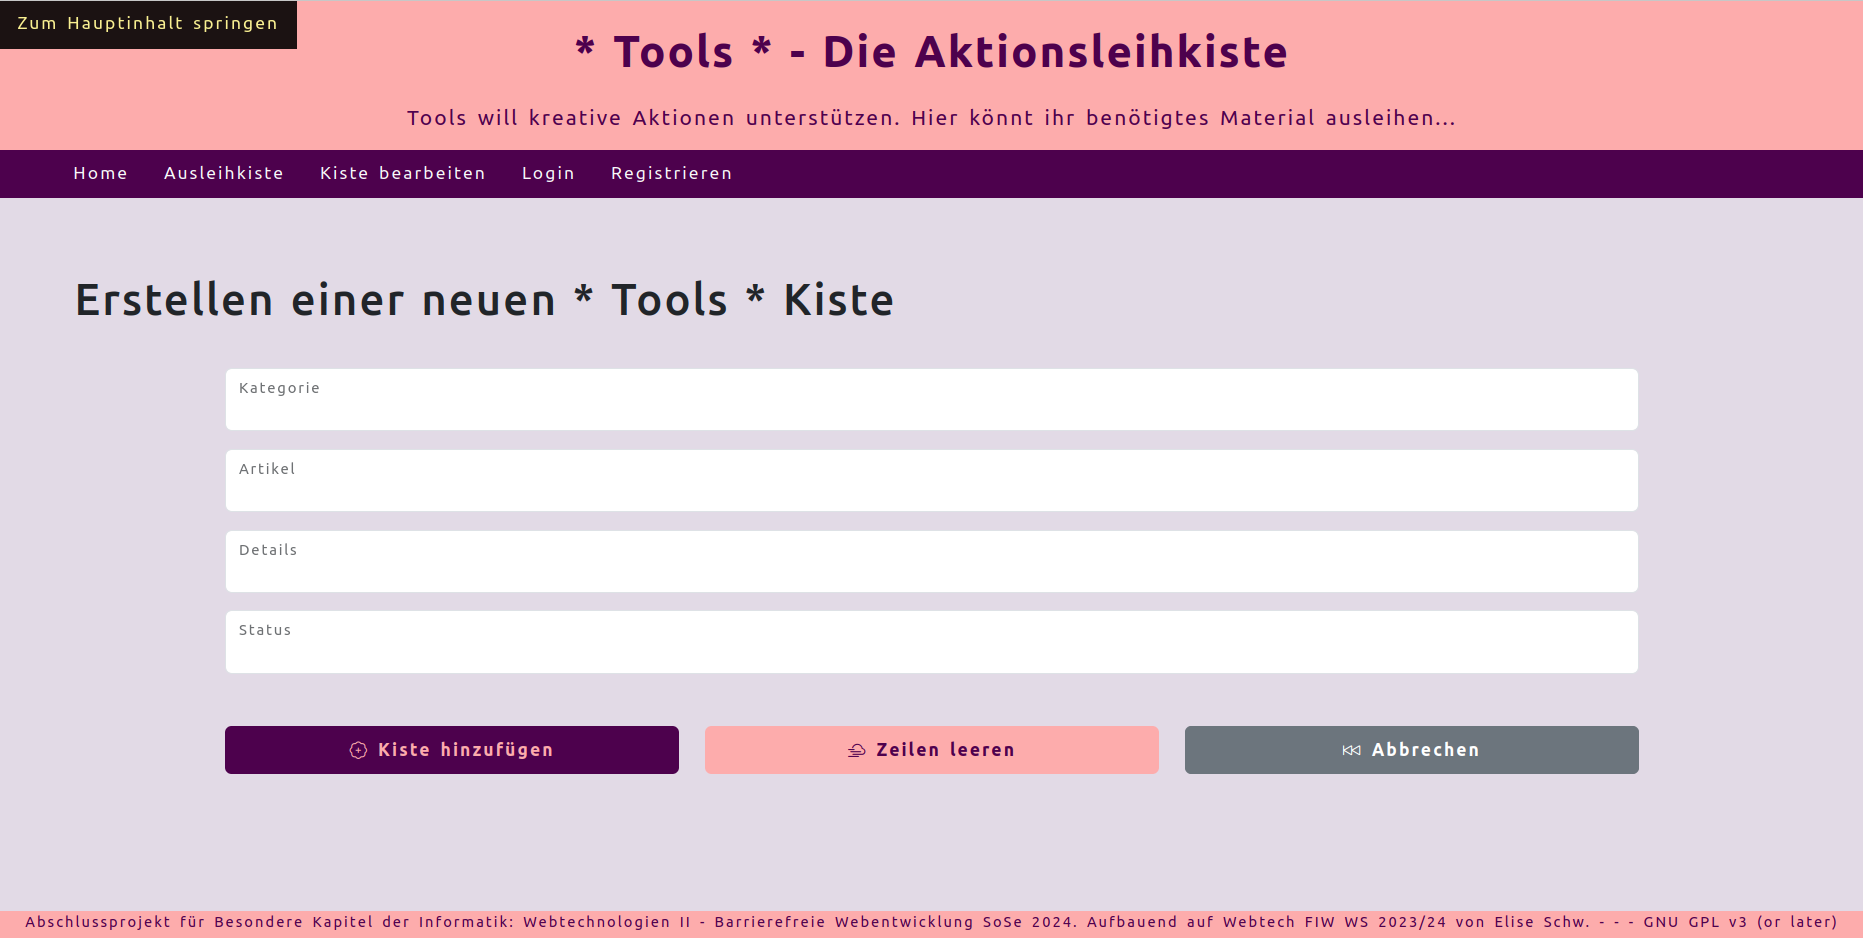 Zum Hauptinhalt springen
* Tools * - Die Aktionsleihkiste
Tools will kreative Aktionen unterstützen. Hier könnt ihr benötigtes Material ausleihen...
Home Ausleihkiste Kiste bearbeiten Login Registrieren
Erstellen einer neuen * Tools * Kiste
Kategorie
Artikel
Details
Status
Kiste hinzufügen Zeilen leeren Abbrechen
Abschlussprojekt für Besondere Kapitel der Informatik: Webtechnologien II - Barrierefreie Webentwicklung SoSe 2024. Aufbauend auf Webtech FIW WS 2023/24 von Elise Schw. - - - GNU GPL v3 (or later)